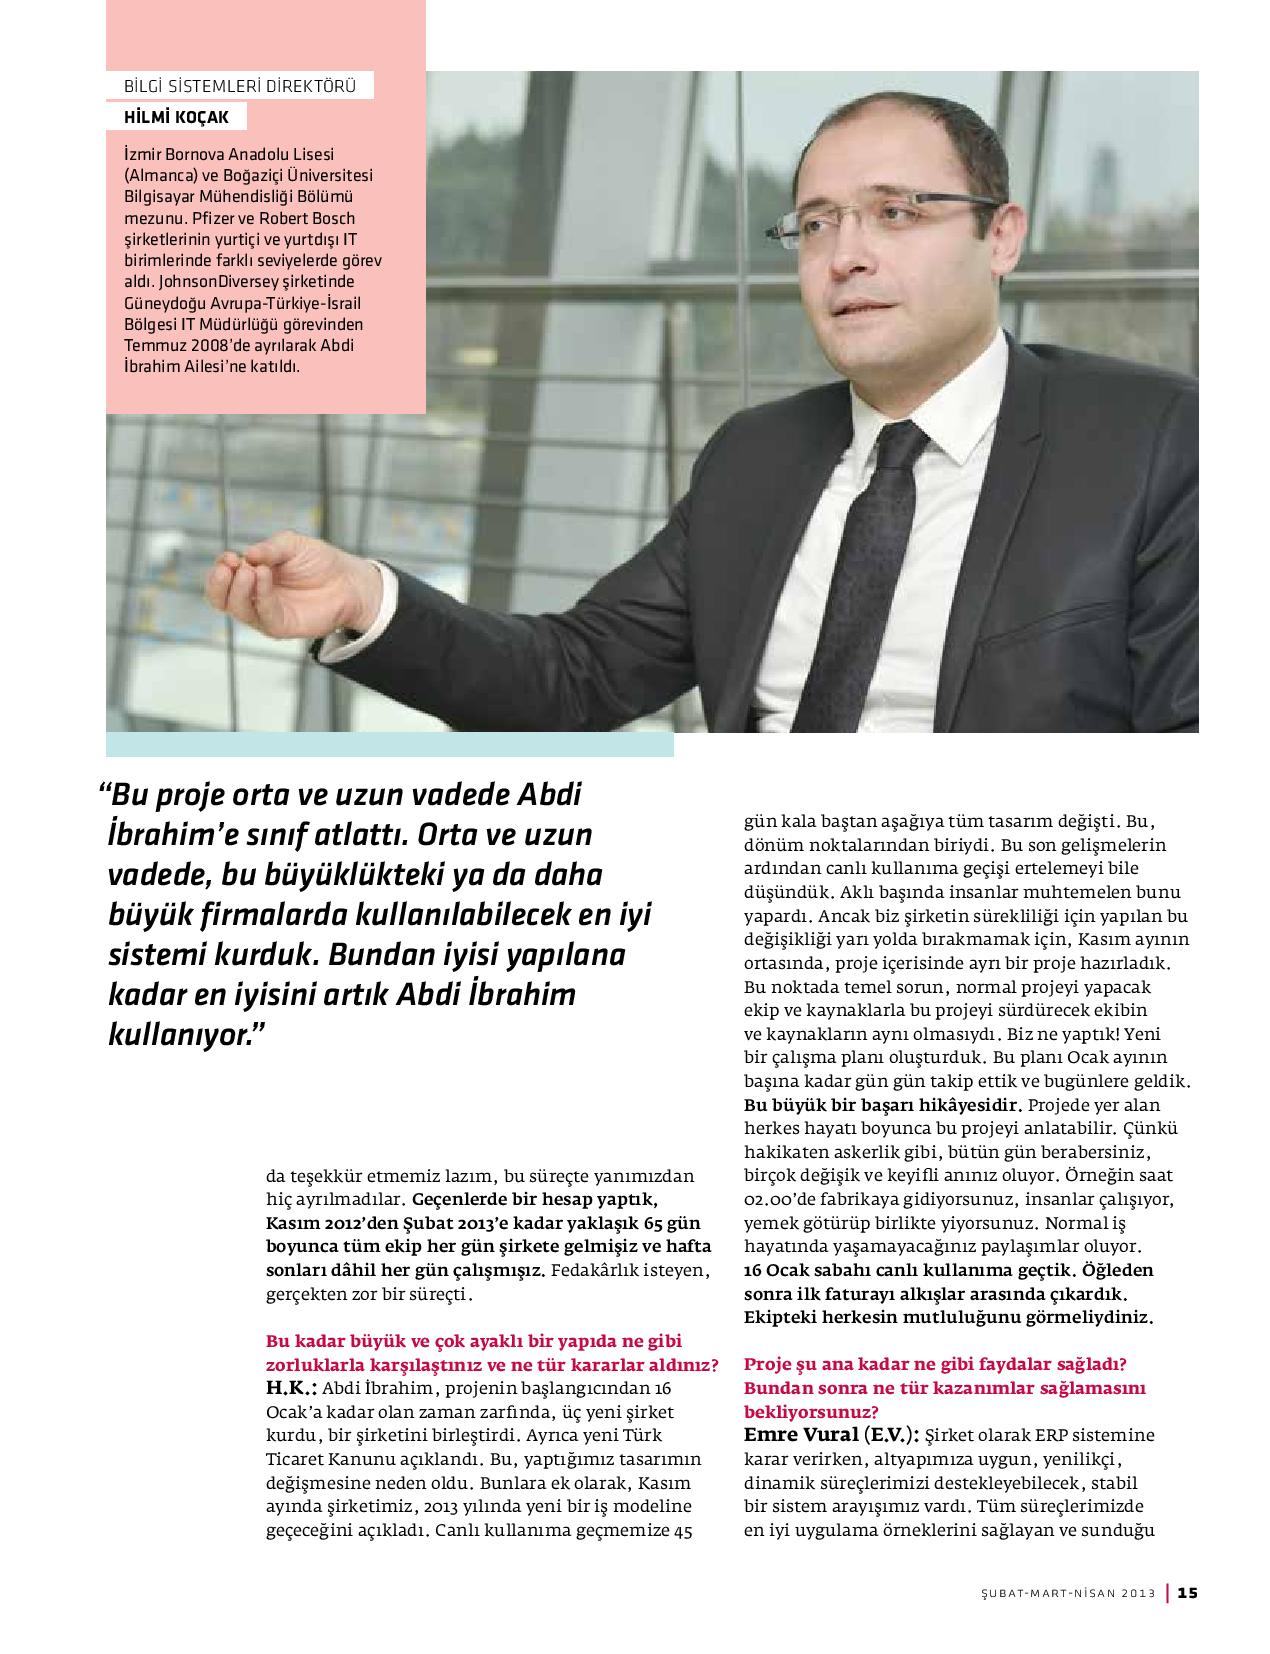 BİLGİ SİSTEMLERİ DİREKTÖRÜ
HİLMİ KOÇAK
İzmir Bornova Anadolu Lisesi
(Almanca) ve Boğaziçi Üniversitesi
Bilgisayar Mühendisliği Bölümü
mezunu. Pfizer ve Robert Bosch
şirketlerinin yurtiçi ve yurtdışı IT
birimlerinde farklı seviyelerde görev
aldı. JohnsonDiversey şirketinde
Güneydoğu Avrupa-Türkiye-İsrail
Bölgesi IT Müdürlüğü görevinden
Temmuz 2008'de ayrılarak Abdi
İbrahim Ailesi'ne katıldı.
“Bu proje orta ve uzun vadede Abdi
İbrahim’e sınıf atlattı. Orta ve uzun
vadede, bu büyüklükteki ya da daha
büyük firmalarda kullanılabilecek en iyi
sistemi kurduk. Bundan iyisi yapılana
kadar en iyisini artık Abdi İbrahim
kullanıyor.”
da teşekkür etmemiz lazım, bu süreçte yanımızdan
hiç ayrılmadılar. Geçenlerde bir hesap yaptık,
Kasım 2012’den Şubat 2013’e kadar yaklaşık 65 gün
boyunca tüm ekip her gün şirkete gelmişiz ve hafta
sonları dâhil her gün çalışmışız. Fedakârlık isteyen,
gerçekten zor bir süreçti.
Bu kadar büyük ve çok ayaklı bir yapıda ne gibi
zorluklarla karşılaştınız ve ne tür kararlar aldınız?
H.K.: Abdi İbrahim, projenin başlangıcından 16
Ocak’a kadar olan zaman zarfında, üç yeni şirket
kurdu, bir şirketini birleştirdi. Ayrıca yeni Türk
Ticaret Kanunu açıklandı. Bu, yaptığımız tasarımın
değişmesine neden oldu. Bunlara ek olarak, Kasım
ayında şirketimiz, 2013 yılında yeni bir iş modeline
geçeceğini açıkladı. Canlı kullanıma geçmemize 45
gün kala baştan aşağıya tüm tasarım değişti. Bu,
dönüm noktalarından biriydi. Bu son gelişmelerin
ardından canlı kullanıma geçişi ertelemeyi bile
düşündük. Aklı başında insanlar muhtemelen bunu
yapardı. Ancak biz şirketin sürekliliği için yapılan bu
değişikliği yarı yolda bırakmamak için, Kasım ayının
ortasında, proje içerisinde ayrı bir proje hazırladık.
Bu noktada temel sorun, normal projeyi yapacak
ekip ve kaynaklarla bu projeyi sürdürecek ekibin
ve kaynakların aynı olmasıydı. Biz ne yaptık! Yeni
bir çalışma planı oluşturduk. Bu planı Ocak ayının
başına kadar gün gün takip ettik ve bugünlere geldik.
Bu büyük bir başarı hikâyesidir. Projede yer alan
herkes hayatı boyunca bu projeyi anlatabilir. Çünkü
hakikaten askerlik gibi, bütün gün berabersiniz,
birçok değişik ve keyifli anınız oluyor. Örneğin saat
02.00’de fabrikaya gidiyorsunuz, insanlar çalışıyor,
yemek götürüp birlikte yiyorsunuz. Normal iş
hayatında yaşamayacağınız paylaşımlar oluyor.
16 Ocak sabahı canlı kullanıma geçtik. Öğleden
sonra ilk faturayı alkışlar arasında çıkardık.
Ekipteki herkesin mutluluğunu görmeliydiniz.
Proje şu ana kadar ne gibi faydalar sağladı?
Bundan sonra ne tür kazanımlar sağlamasını
bekliyorsunuz?
Emre Vural (E.V.): Şirket olarak ERP sistemine
karar verirken, altyapımıza uygun, yenilikçi,
dinamik süreçlerimizi destekleyebilecek, stabil
bir sistem arayışımız vardı. Tüm süreçlerimizde
en iyi uygulama örneklerini sağlayan ve sunduğu
ŞUBAT-MART-NİSAN 2013 | 15